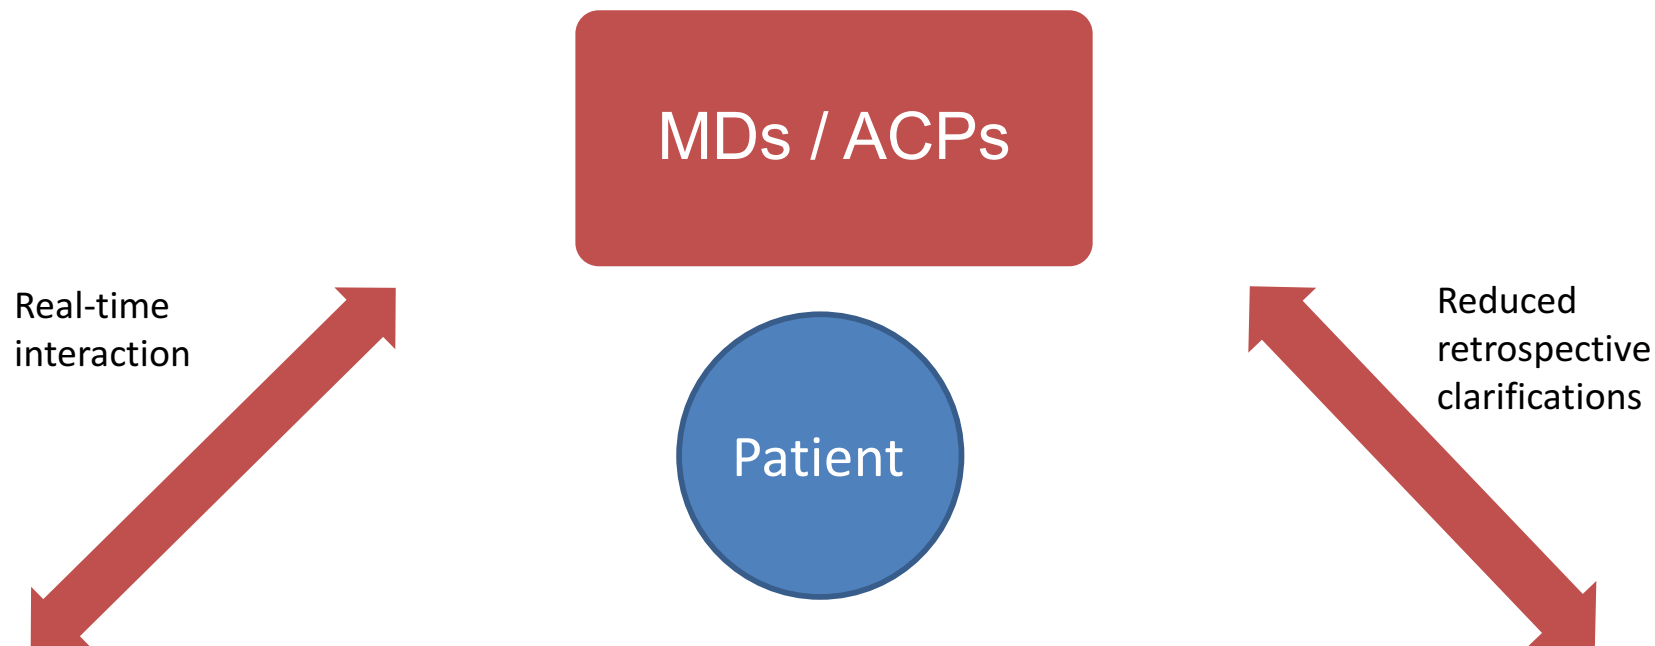 MDs / ACPs
Real-time
interaction
Reduced
retrospective
clarifications
Patient